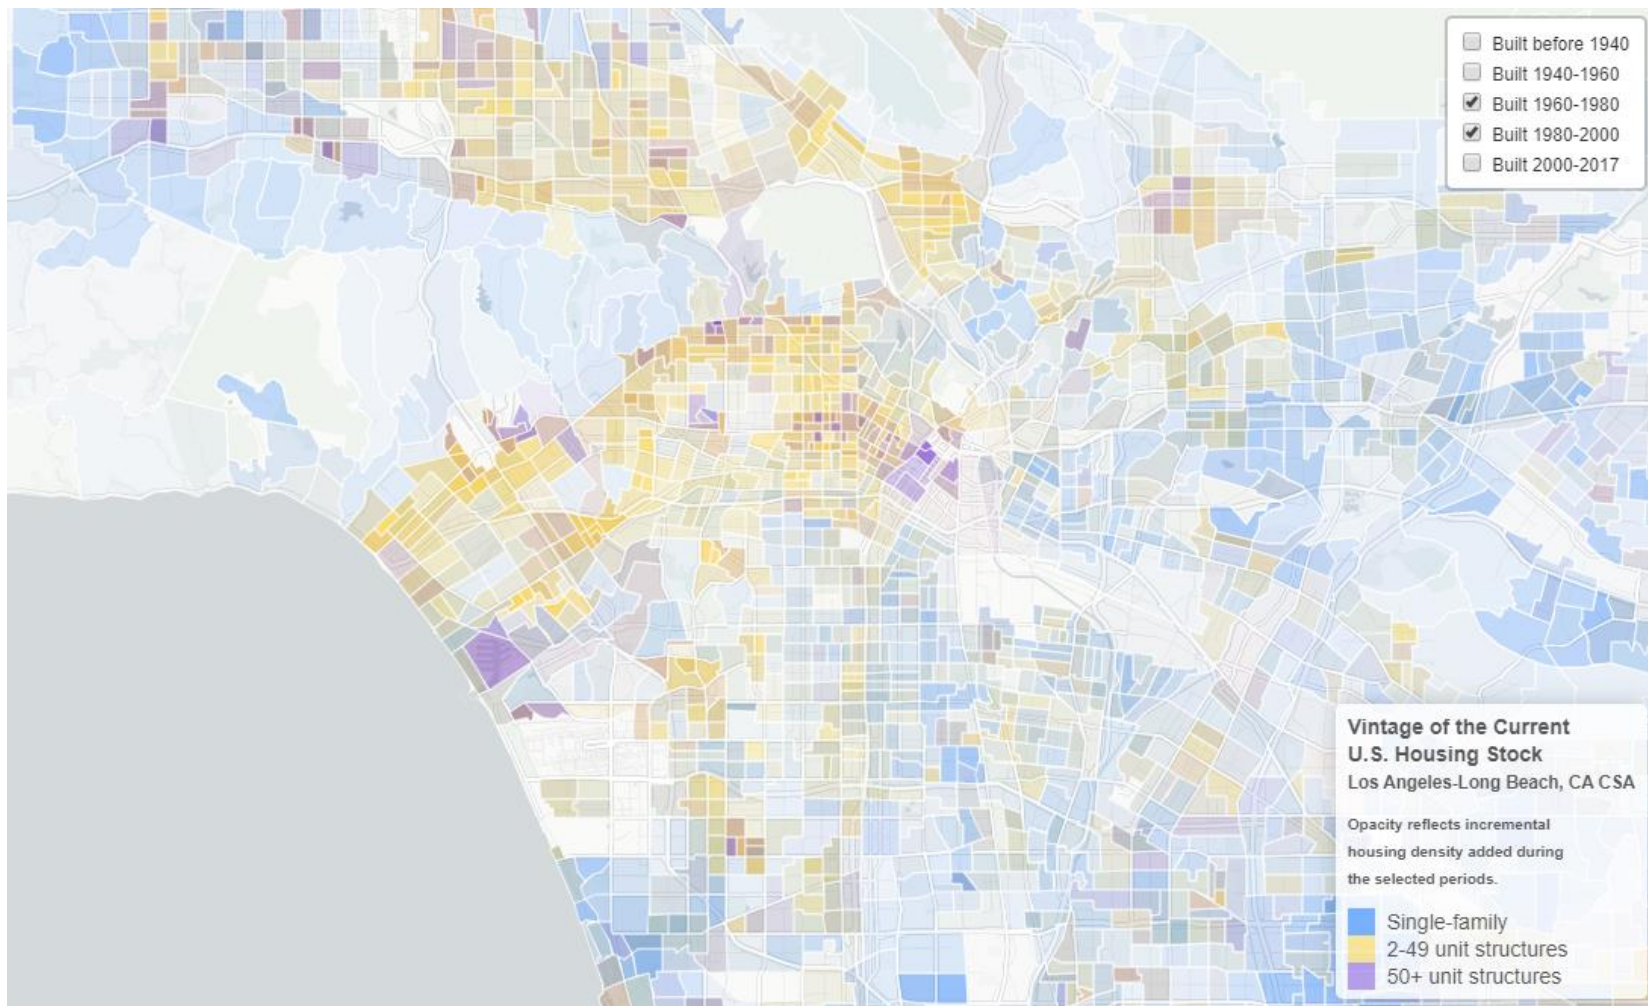 Built before 1940
Built 1940-1960
Built 1960-1980
Built 1980-2000
Built 2000-2017
Vintage of the Current
U.S. Housing Stock
Los Angeles-Long Beach, CA CSA
Opacity reflects incremental
housing density added during
the selected periods.
Single-family
2-49 unit structures
50+ unit structures